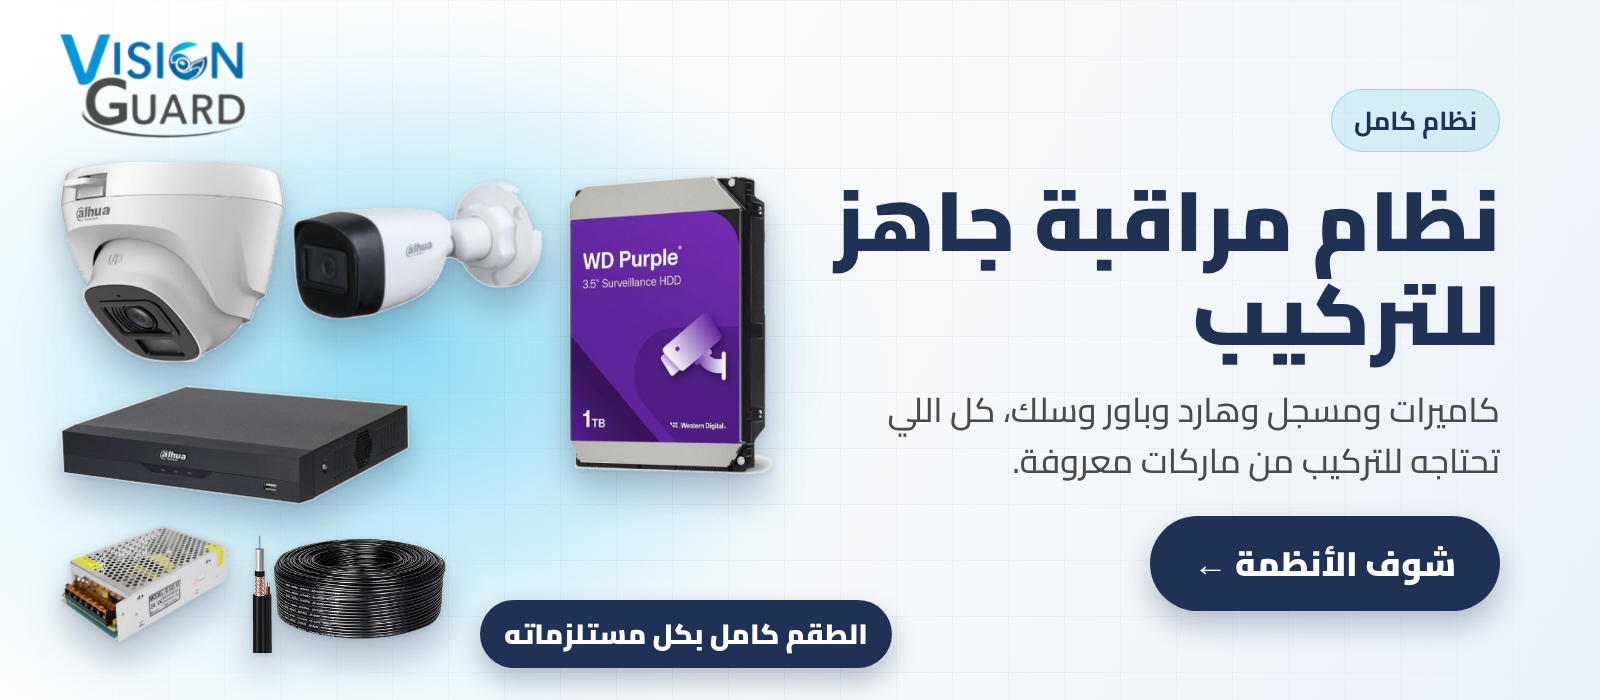 VISION
GUARD
نظام كامل
نظام مراقبة جاهز
للتركيب
كاميرات ومسجل وهارد وباور وسلك، كل اللي
تحتاجه للتركيب من ماركات معروفة.
شوف الأنظمة ←
الطقم كامل بكل مستلزماته
alhua
alhua
WD Purple®
3.5" Surveillance HDD
1TB
Western Digital.
alhua